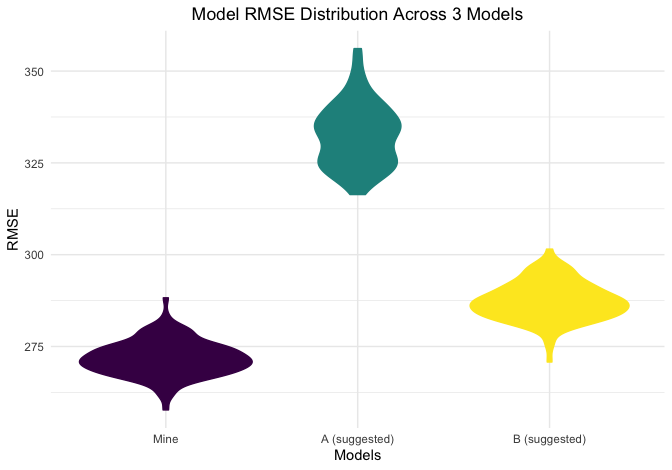 Model RMSE Distribution Across 3 Models
350
325
300
275
RMSE
Mine
A (suggested)
B (suggested)
Models